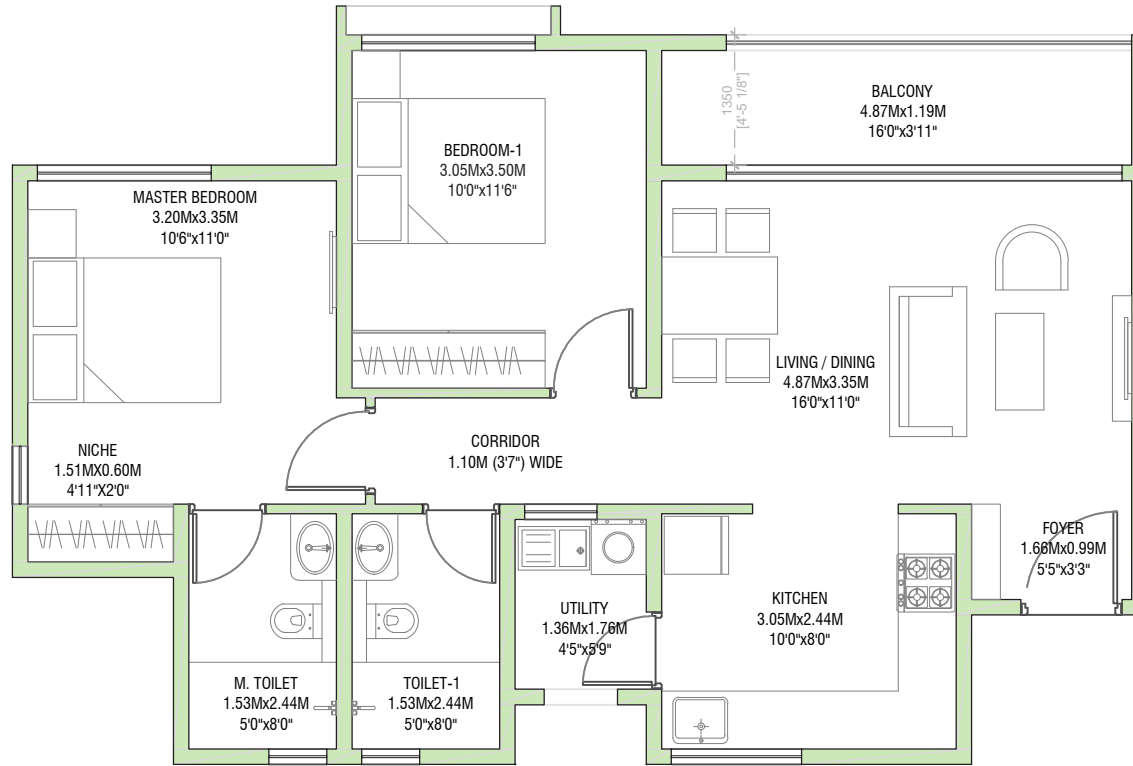 1350
[4'-5 1/8"]
BALCONY
4.87Mx1.19M
16'0"x3'11"
BEDROOM-1
3.05Mx3.50M
10'0"x11'6"
MASTER BEDROOM
3.20Mx3.35M
10'6"x11'0"
LIVING / DINING
4.87Mx3.35M
16'0"x11'0"
NICHE
1.51MX0.60M
4'11"X2'0"
CORRIDOR
1.10M (3'7") WIDE
FOYER
1.66Mx0.99M
5'5"x3'3"
UTILITY
1.36Mx1.76M
4'5"x5'9"
KITCHEN
3.05Mx2.44M
10'0"x8'0"
M. TOILET
1.53Mx2.44M
5'0"x8'0"
TOILET-1
1.53Mx2.44M
5'0"x8'0"